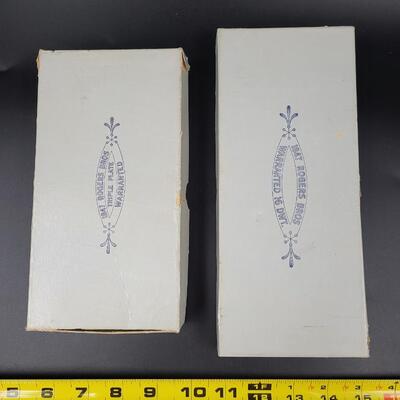 1847 ROGERS BROS
TRIPLE PLATE
WARRANTED
1847 ROGERS BROS
WARRANTED 16 DWT.
5 6 7 8 9 10 11 1F 13 14 15